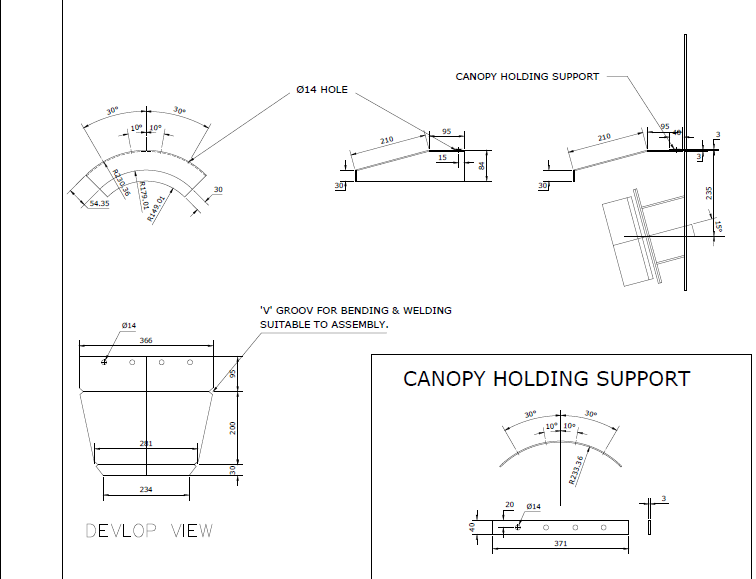 CANOPY HOLDING SUPPORT
Ø14 HOLE
30°
30°
10°
10°
R230.36
R179.01
R149.01
54.35
30
210
95
15
84
30
210
95
40
3
3
30
235
15°
'V' GROOV FOR BENDING & WELDING
SUITABLE TO ASSEMBLY.
Ø14
366
95
200
281
30
234
DEVLOP VIEW
CANOPY HOLDING SUPPORT
30°
30°
10°
10°
R233.36
20
Ø14
3
40
371